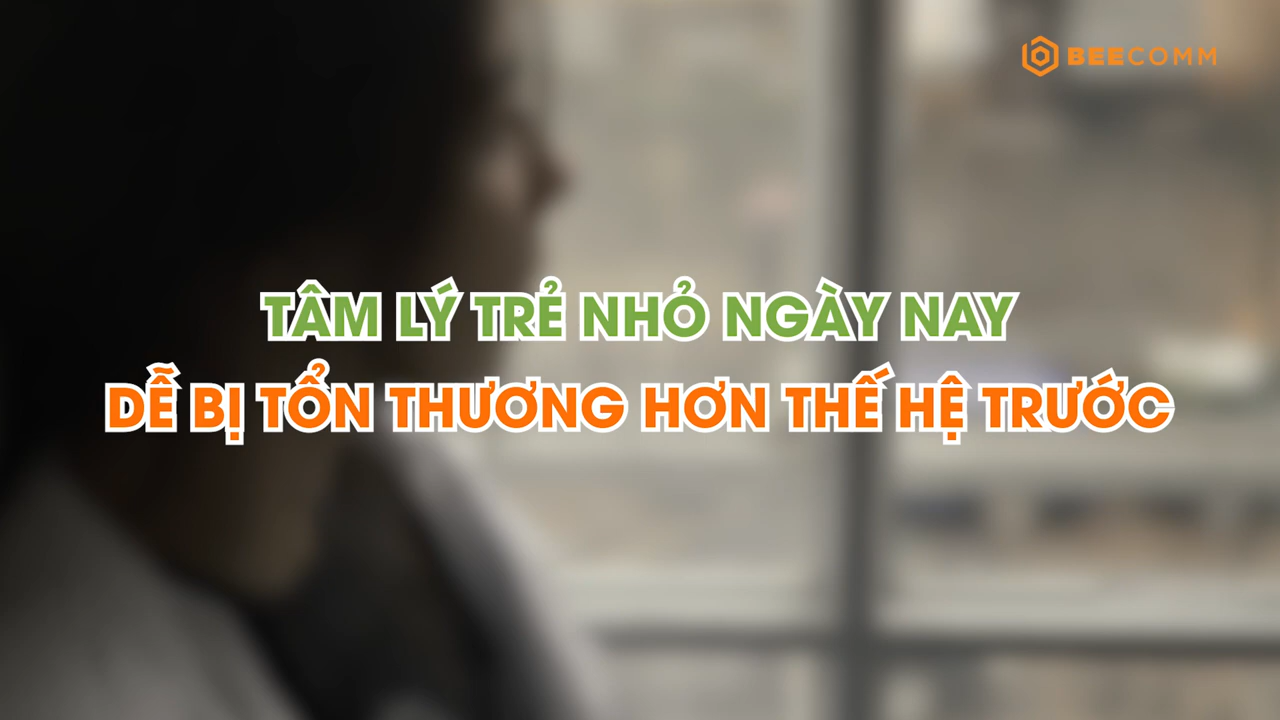 BEECOMM
TÂM LÝ TRẺ NHỎ NGÀY NAY
DỄ BỊ TỔN THƯƠNG HƠN THẾ HỆ TRƯỚC